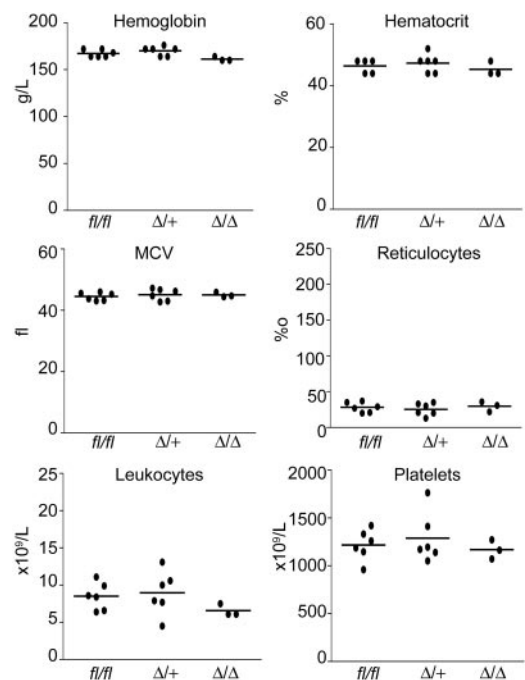 Hemoglobin
200
150
100
50
0
g/L
fl/fl Δ/+ Δ/Δ
Hematocrit
60
40
20
0
%
fl/fl Δ/+ Δ/Δ
MCV
60
40
20
0
fl
fl/fl Δ/+ Δ/Δ
Reticulocytes
250
200
150
100
50
0
%o
fl/fl Δ/+ Δ/Δ
Leukocytes
25
20
15
10
5
0
x10⁹/L
fl/fl Δ/+ Δ/Δ
Platelets
2000
1500
1000
500
0
x10⁹/L
fl/fl Δ/+ Δ/Δ